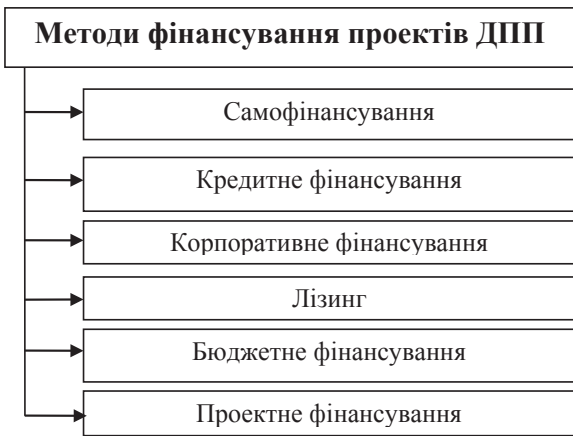 Методи фінансування проектів ДПП
Самофінансування
Кредитне фінансування
Корпоративне фінансування
Лізинг
Бюджетне фінансування
Проектне фінансування